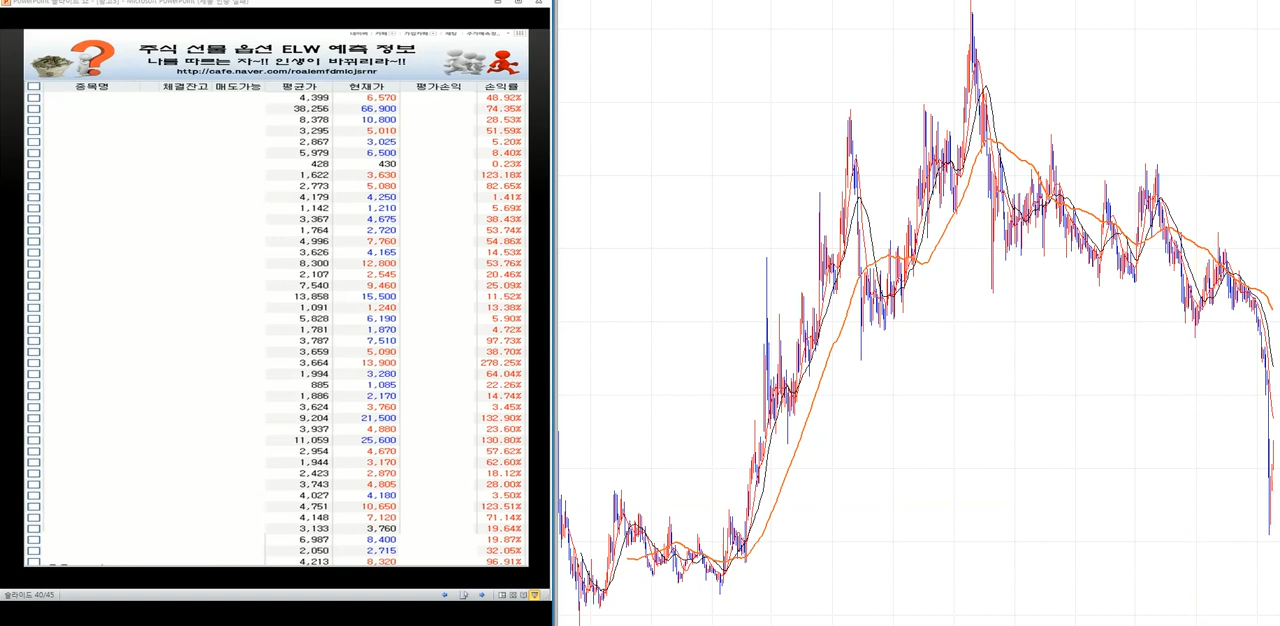 주식 선물 옵션 ELW 예측 정보
나를 따르는 자~!! 인생이 바뀌리라~!!
종목명 체결잔고 매도가능 평균가 현재가 평가손익 손익률
4,399 6,570 48.92%
38,256 66,900 74.35%
8,378 10,800 28.53%
3,295 5,010 51.59%
2,867 3,025 5.20%
5,979 6,500 8.40%
428 430 0.23%
1,622 3,630 123.18%
2,773 5,080 82.65%
4,179 4,250 1.41%
1,142 1,210 5.69%
3,367 4,675 38.43%
1,764 2,720 53.74%
4,996 7,760 54.86%
3,626 4,165 14.53%
8,300 12,800 53.76%
2,107 2,545 20.46%
7,540 9,460 25.09%
13,858 15,500 11.52%
1,091 1,240 13.38%
5,828 6,190 5.90%
1,781 1,870 4.72%
3,787 7,510 97.73%
3,659 5,090 38.70%
3,664 13,900 278.25%
1,994 3,280 64.04%
885 1,085 22.26%
1,886 2,170 14.74%
3,624 3,760 3.45%
9,204 21,500 132.90%
3,937 4,880 23.60%
11,059 25,600 130.80%
2,954 4,670 57.62%
1,944 3,170 62.60%
2,423 2,870 18.12%
3,743 4,805 28.00%
4,027 4,180 3.50%
4,751 10,650 123.51%
4,148 7,120 71.14%
3,133 3,760 19.64%
6,987 8,400 19.87%
2,050 2,715 32.05%
4,213 8,320 96.91%
슬라이드 40/45